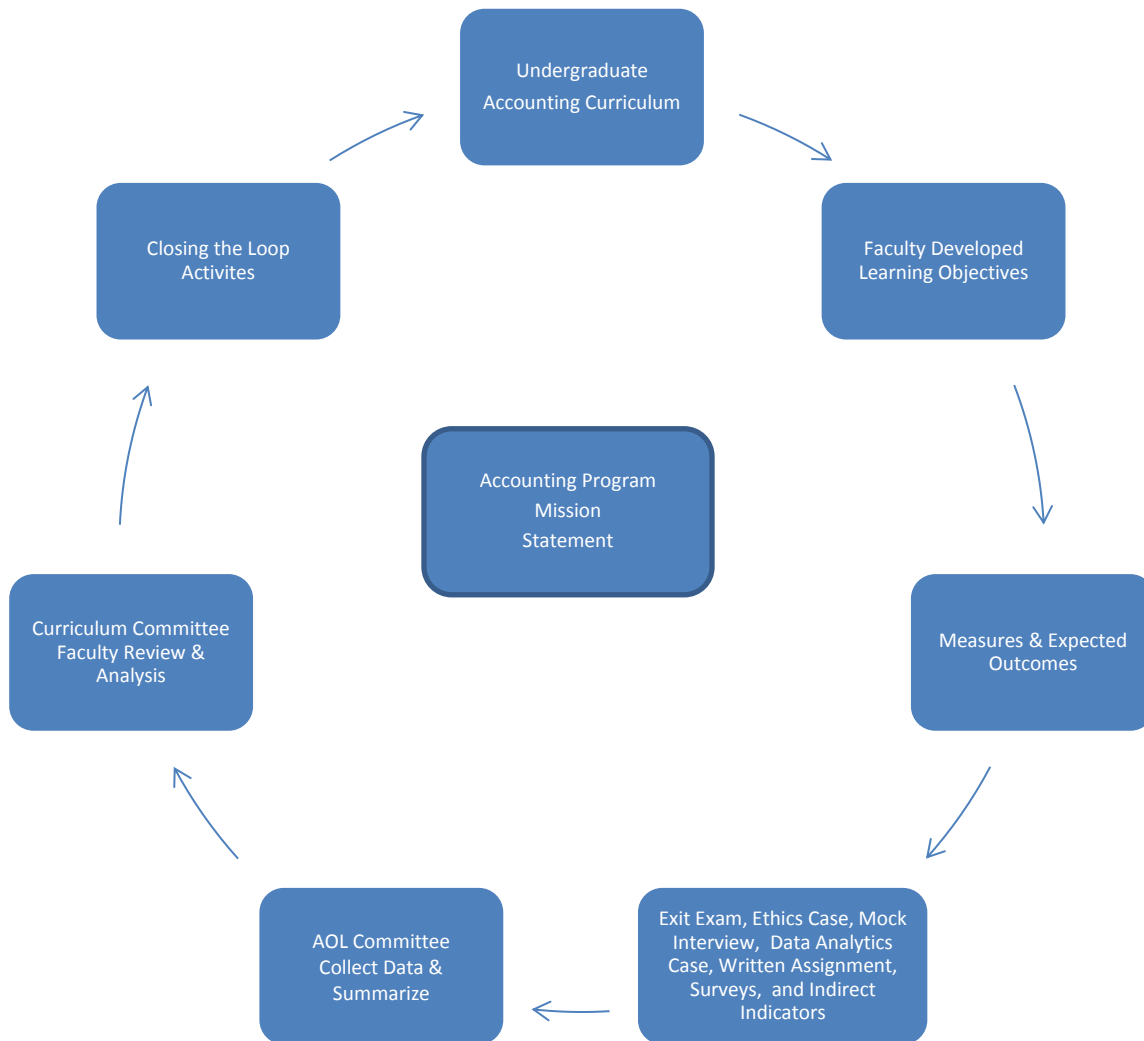 Undergraduate
Accounting Curriculum
Faculty Developed
Learning Objectives
Measures & Expected
Outcomes
Exit Exam, Ethics Case, Mock
Interview,  Data Analytics
Case, Written Assignment,
Surveys,  and Indirect
Indicators
AOL Committee
Collect Data &
Summarize
Curriculum Committee
Faculty Review &
Analysis
Closing the Loop
Activites
Accounting Program
Mission
Statement